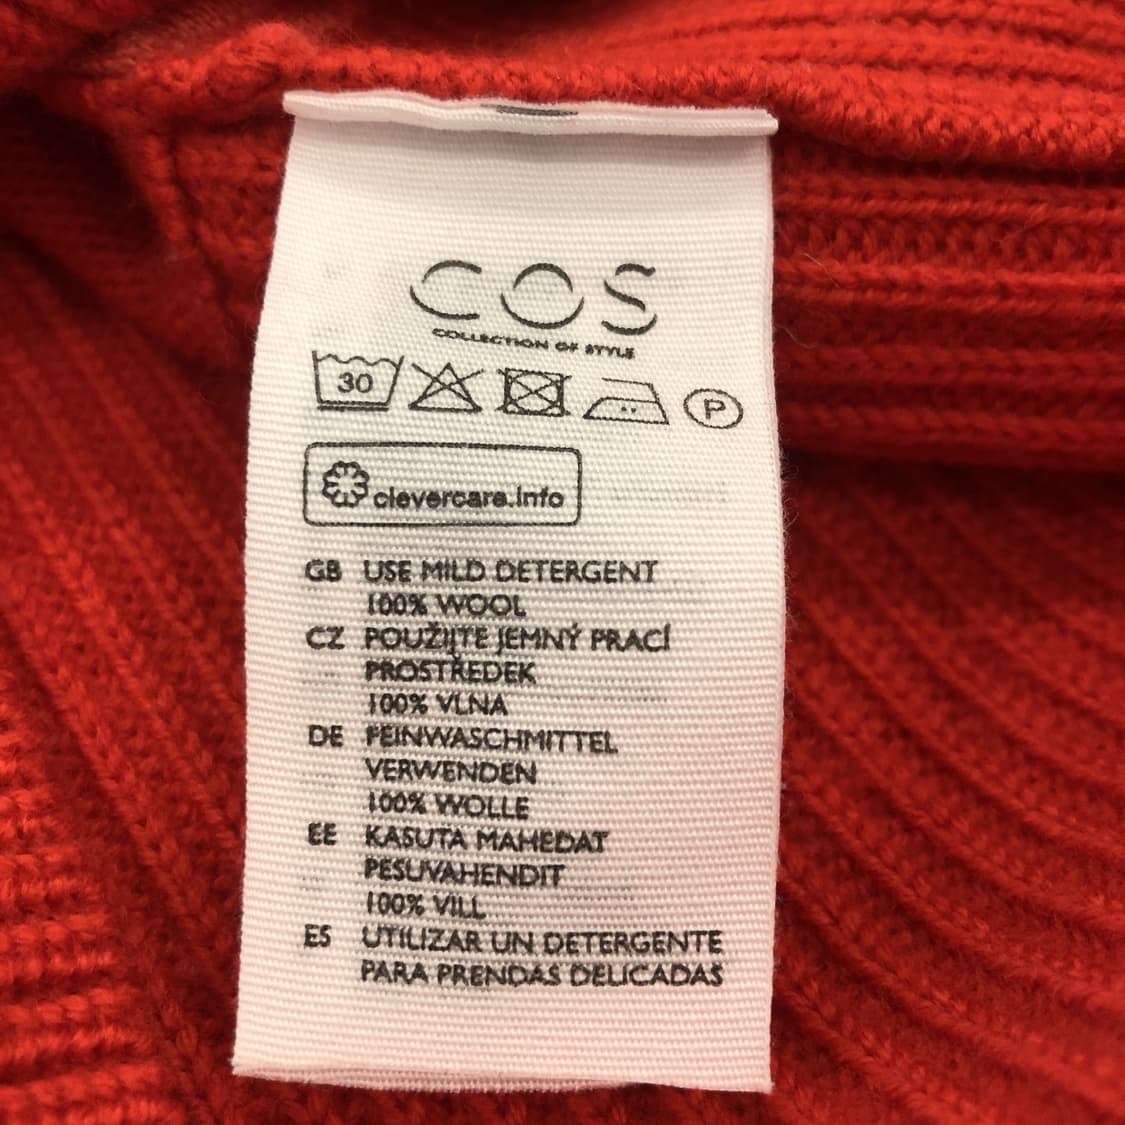 COS
COLLECTION OF STYLE
30 P
clevercare.info
GB USE MILD DETERGENT
100% WOOL
CZ POUŽIJTE JEMNÝ PRACÍ
PROSTŘEDEK
100% VLNA
DE FEINWASCHMITTEL
VERWENDEN
100% WOLLE
EE KASUTA MAHEDAT
PESUVAHENDIT
100% VILL
ES UTILIZAR UN DETERGENTE
PARA PRENDAS DELICADAS